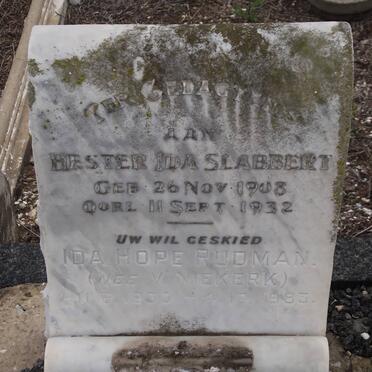 TER GEDAGTENIS
AAN
HESTER IDA SLABBERT
GEB. 26 NOV. 1908
OORL. 11 SEPT. 1932
UW WIL GESKIED
IDA HOPE RUDMAN.
(WED. V. NIEKERK)